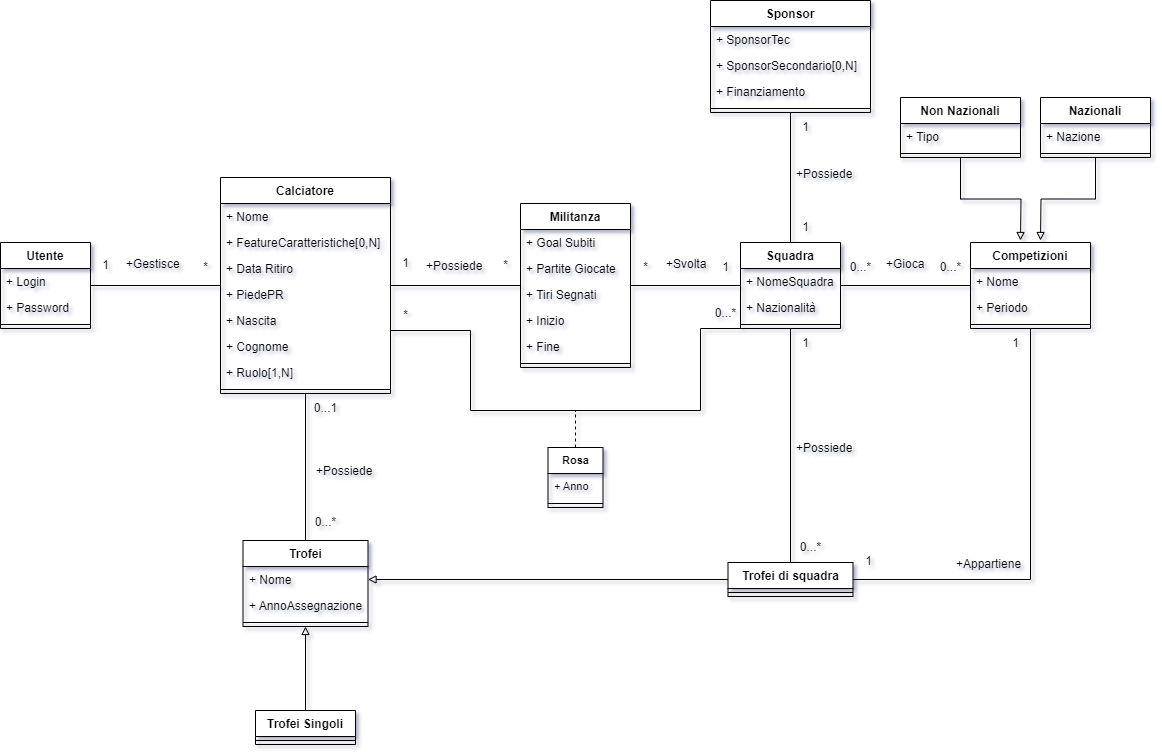 Sponsor
+ SponsorTec
+ SponsorSecondario[0,N]
+ Finanziamento
Non Nazionali
+ Tipo
Nazionali
+ Nazione
1
+Possiede
1
Calciatore
+ Nome
+ FeatureCaratteristiche[0,N]
+ Data Ritiro
+ PiedePR
+ Nascita
+ Cognome
+ Ruolo[1,N]
Militanza
+ Goal Subiti
+ Partite Giocate
+ Tiri Segnati
+ Inizio
+ Fine
Utente
+ Login
+ Password
1
+Gestisce
*
1
+Possiede
*
*
+Svolta
1
Squadra
+ NomeSquadra
+ Nazionalità
0...*
+Gioca
0...*
Competizioni
+ Nome
+ Periodo
*
0...*
1
1
0...1
+Possiede
0...*
Rosa
+ Anno
+Possiede
0...*
Trofei
+ Nome
+ AnnoAssegnazione
Trofei di squadra
1
+Appartiene
Trofei Singoli